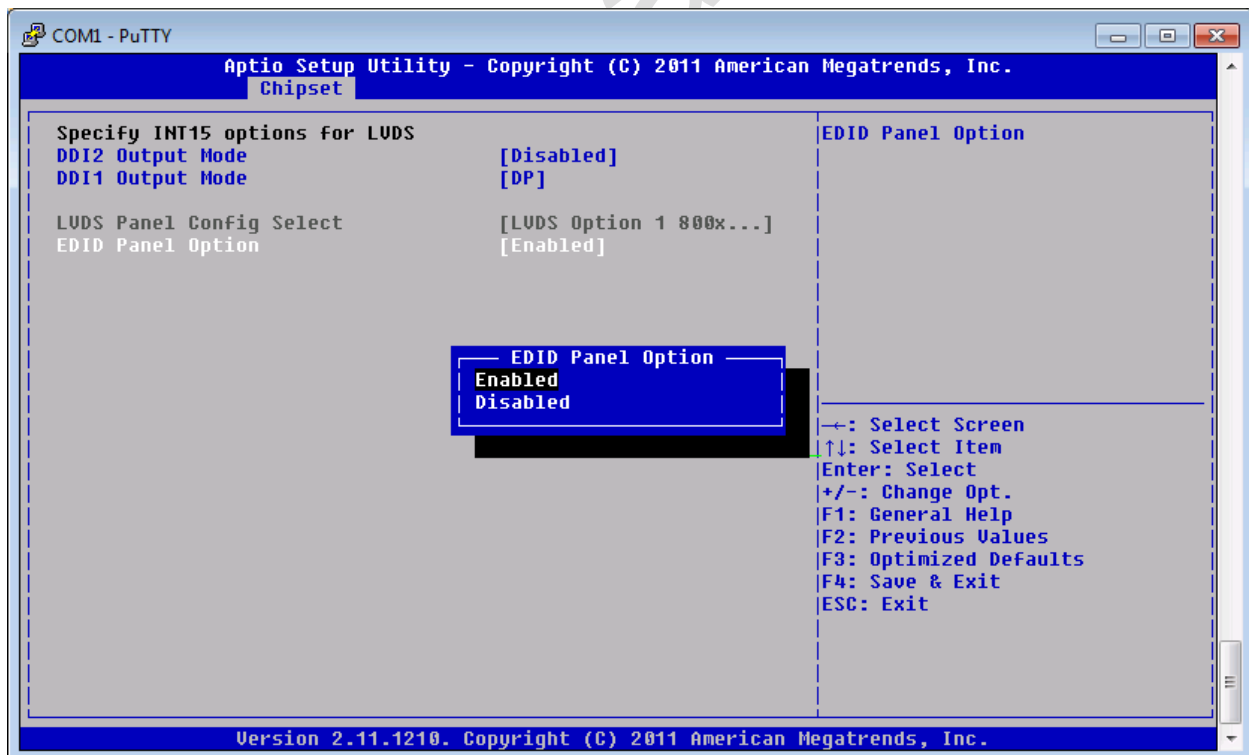 COM1 - PuTTY
Aptio Setup Utility - Copyright (C) 2011 American Megatrends, Inc.
Chipset
Specify INT15 options for LVDS
DDI2 Output Mode [Disabled]
DDI1 Output Mode [DP]
LVDS Panel Config Select [LVDS Option 1 800x...]
EDID Panel Option [Enabled]
EDID Panel Option
EDID Panel Option
Enabled
Disabled
→←: Select Screen
↑↓: Select Item
Enter: Select
+/-: Change Opt.
F1: General Help
F2: Previous Values
F3: Optimized Defaults
F4: Save & Exit
ESC: Exit
Version 2.11.1210. Copyright (C) 2011 American Megatrends, Inc.